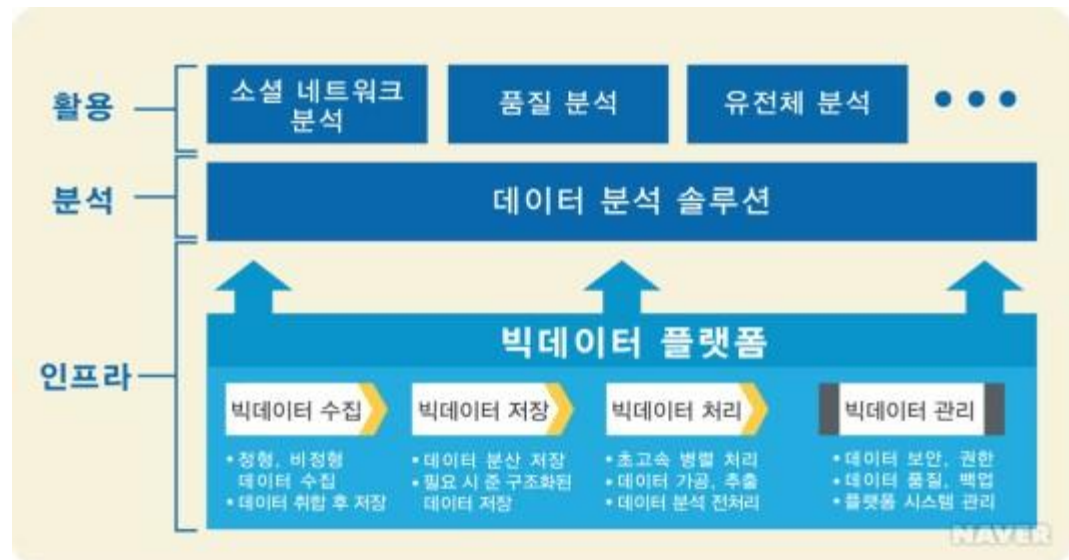 활용
소셜 네트워크
분석
품질 분석
유전체 분석
분석
데이터 분석 솔루션
인프라
빅데이터 플랫폼
빅데이터 수집
• 정형, 비정형
데이터 수집
• 데이터 취합 후 저장
빅데이터 저장
• 데이터 분산 저장
• 필요 시 준 구조화된
데이터 저장
빅데이터 처리
• 초고속 병렬 처리
• 데이터 가공, 추출
• 데이터 분석 전처리
빅데이터 관리
• 데이터 보안, 권한
• 데이터 품질, 백업
• 플랫폼 시스템 관리
NAVER